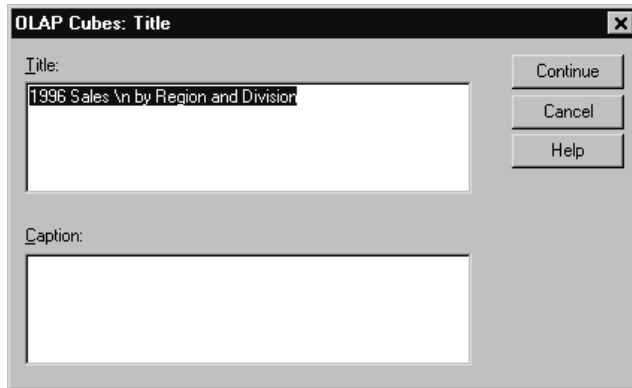 OLAP Cubes: Title
Title:
1996 Sales \n by Region and Division
Continue
Cancel
Help
Caption: